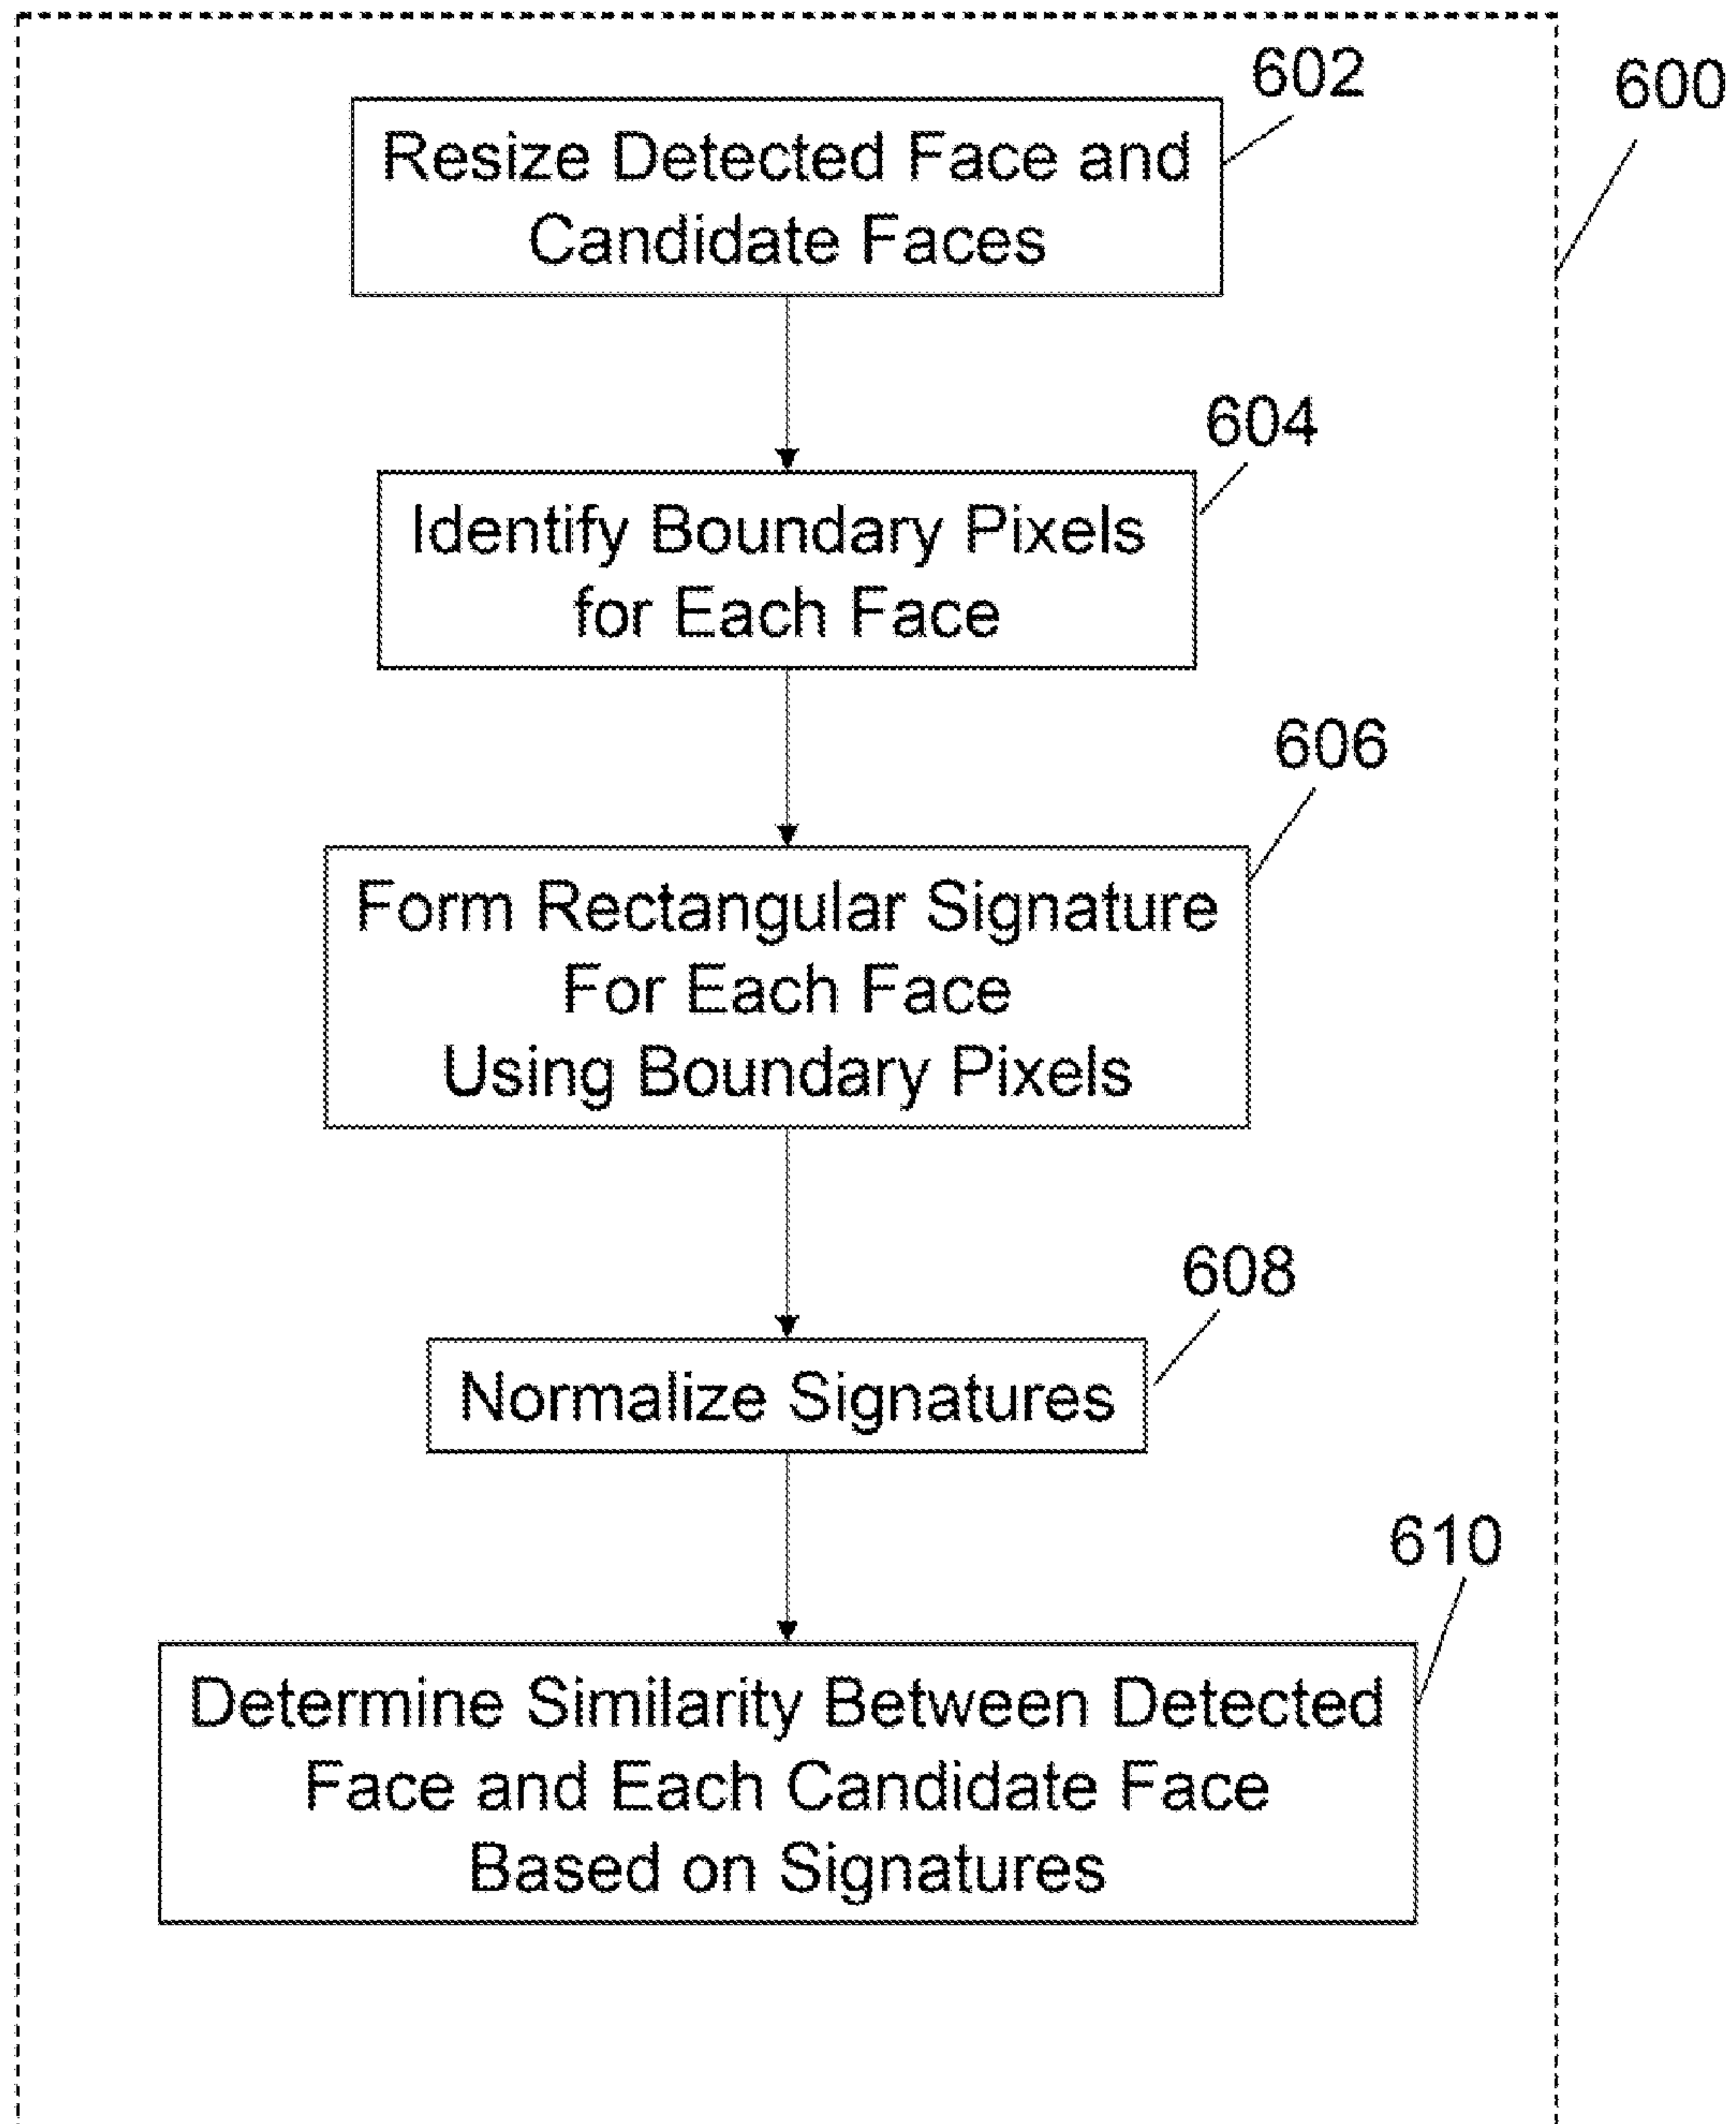 602
600
Resize Detected Face and
Candidate Faces
604
Identify Boundary Pixels
for Each Face
606
Form Rectangular Signature
For Each Face
Using Boundary Pixels
608
Normalize Signatures
610
Determine Similarity Between Detected
Face and Each Candidate Face
Based on Signatures